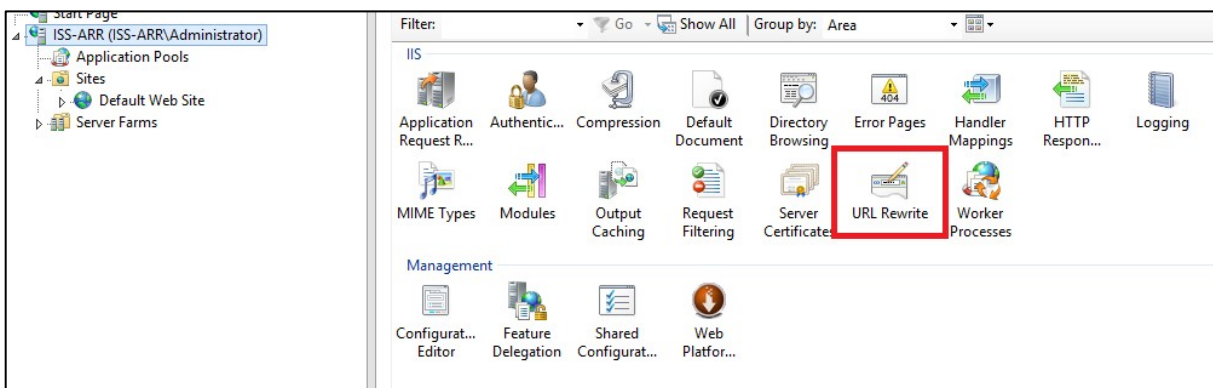 Start Page
ISS-ARR (ISS-ARR\Administrator)
Application Pools
Sites
Default Web Site
Server Farms
Filter: Go Show All Group by: Area
IIS
Application Authentic... Compression Default Directory Error Pages Handler HTTP Logging
Request R... Document Browsing Mappings Respon...
MIME Types Modules Output Request Server URL Rewrite Worker
Caching Filtering Certificates Processes
Management
Configurat... Feature Shared Web
Editor Delegation Configurat... Platfor...